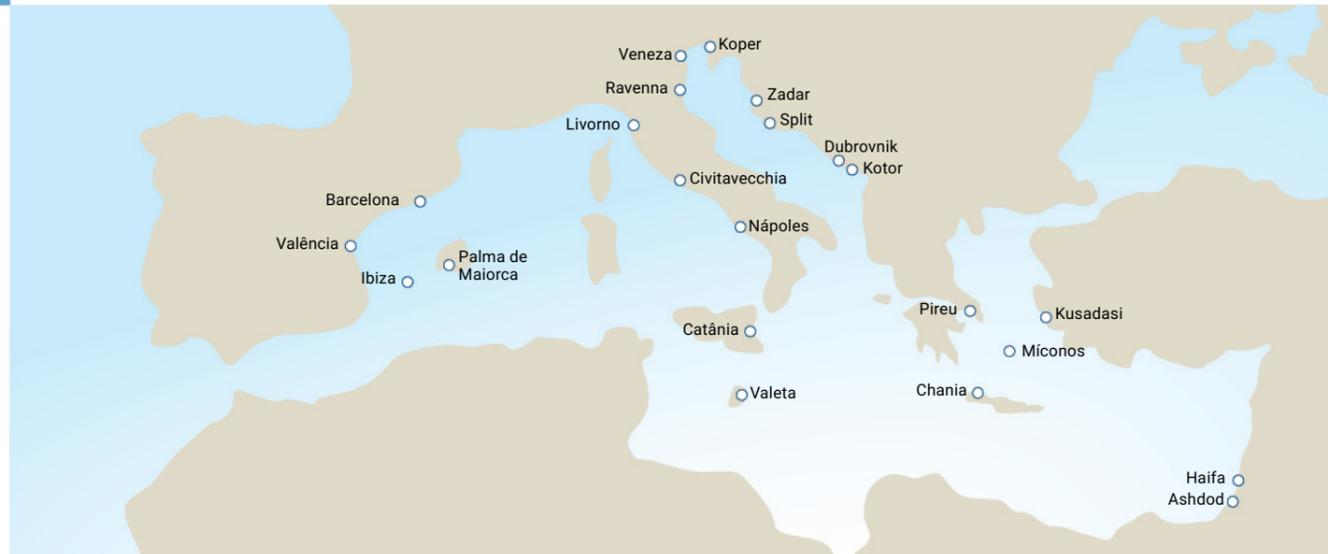 Koper
Veneza
Ravenna
Zadar
Split
Livorno
Dubrovnik
Kotor
Civitavecchia
Barcelona
Nápoles
Valência
Palma de
Maiorca
Ibiza
Pireu
Kusadasi
Catânia
Míconos
Chania
Valeta
Haifa
Ashdod